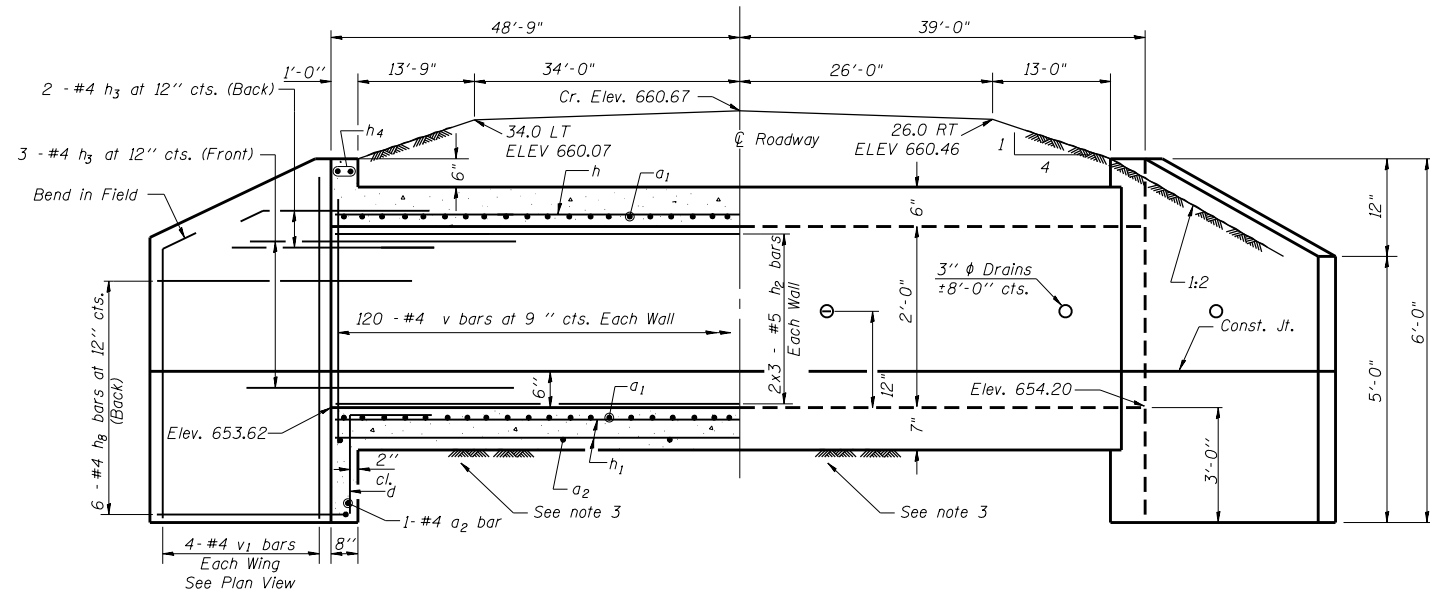 48'-9"
39'-0"
1'-0"
13'-9"
34'-0"
26'-0"
13-0"
2 - #4 h3 at 12" cts. (Back)
Cr. Elev. 660.67
h4
34.0 LT
ELEV 660.07
℄ Roadway
26.0 RT
ELEV 660.46
1
4
3 - #4 h3 at 12" cts. (Front)
Bend in Field
6"
h
a1
6"
12"
6 - #4 h8 bars at 12" cts.
(Back)
120 - #4 v bars at 9 " cts. Each Wall
2x3 - #5 h2 bars
Each Wall
3" ϕ Drains
±8'-0" cts.
2'-0"
1:2
Const. Jt.
6'-0"
5'-0"
6"
a1
12"
Elev. 654.20
Elev. 653.62
7"
3'-0"
2"
cl.
d
h1
a2
See note 3
See note 3
1- #4 a2 bar
4- #4 v1 bars
Each Wing
See Plan View
8"